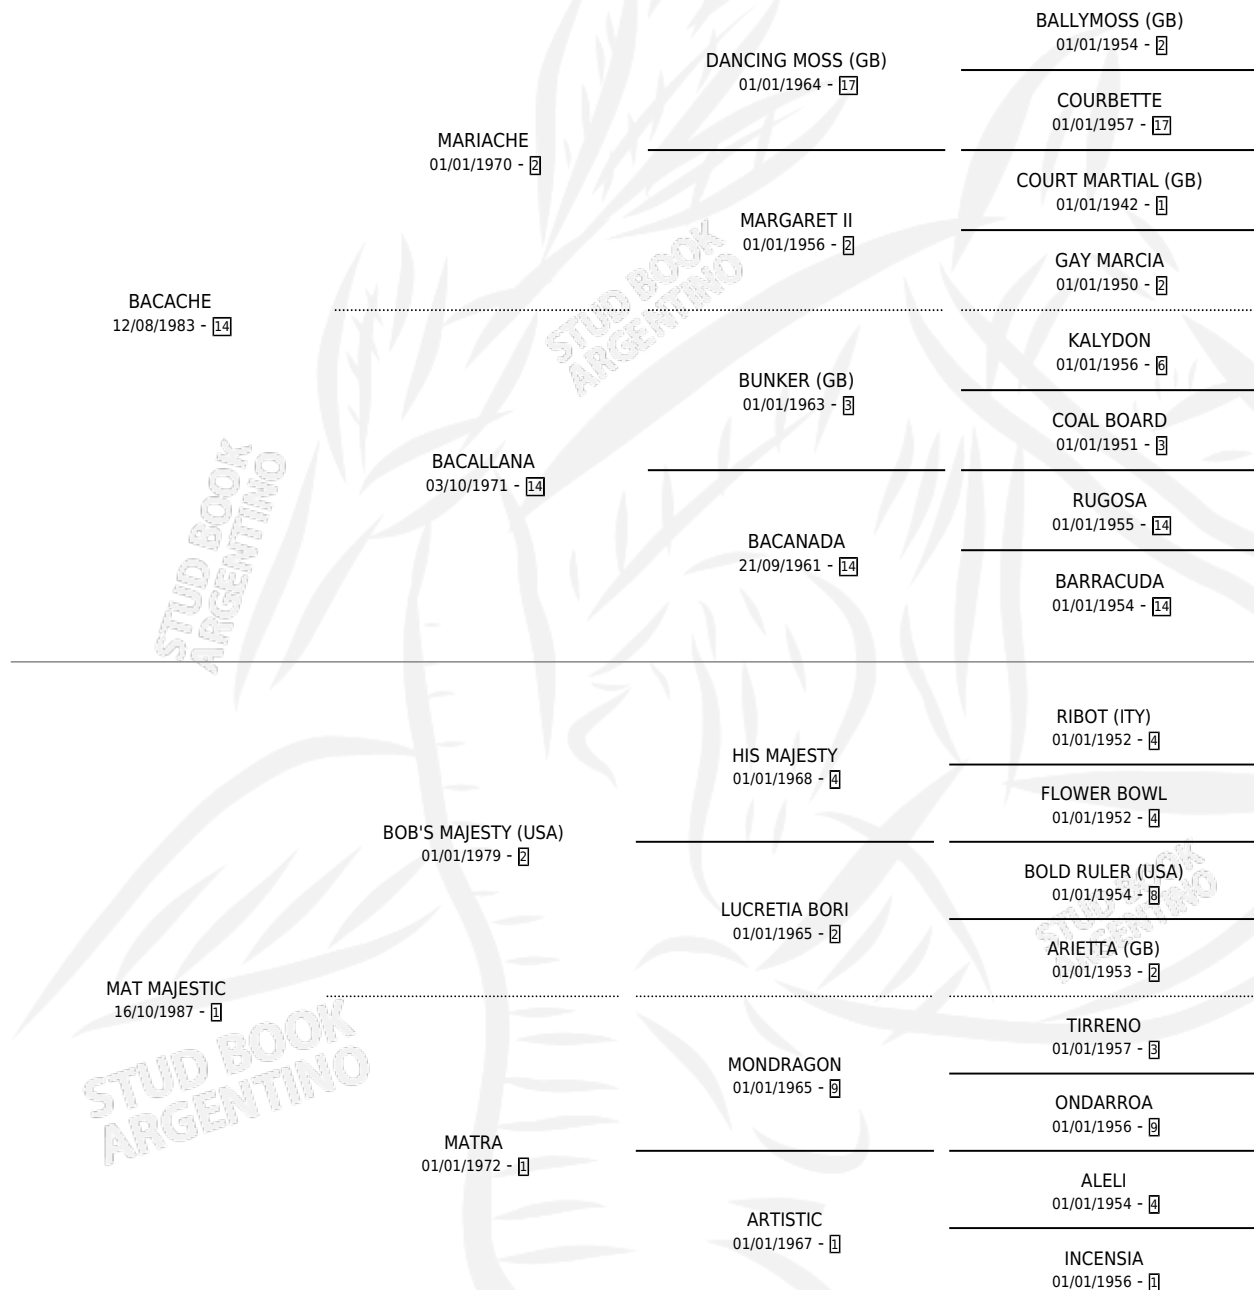 BALLYMOSS (GB)
01/01/1954 - 2
DANCING MOSS (GB)
01/01/1964 - 17
COURBETTE
01/01/1957 - 17
MARIACHE
01/01/1970 - 2
COURT MARTIAL (GB)
01/01/1942 - 1
MARGARET II
01/01/1956 - 2
GAY MARCIA
01/01/1950 - 2
BACACHE
12/08/1983 - 14
KALYDON
01/01/1956 - 6
BUNKER (GB)
01/01/1963 - 3
COAL BOARD
01/01/1951 - 3
BACALLANA
03/10/1971 - 14
RUGOSA
01/01/1955 - 14
BACANADA
21/09/1961 - 14
BARRACUDA
01/01/1954 - 14
RIBOT (ITY)
01/01/1952 - 4
HIS MAJESTY
01/01/1968 - 4
FLOWER BOWL
01/01/1952 - 4
BOB'S MAJESTY (USA)
01/01/1979 - 2
BOLD RULER (USA)
01/01/1954 - 8
LUCRETIA BORI
01/01/1965 - 2
ARIETTA (GB)
01/01/1953 - 2
MAT MAJESTIC
16/10/1987 - 1
TIRRENO
01/01/1957 - 3
MONDRAGON
01/01/1965 - 9
ONDARROA
01/01/1956 - 9
MATRA
01/01/1972 - 1
ALELI
01/01/1954 - 4
ARTISTIC
01/01/1967 - 1
INCENSIA
01/01/1956 - 1
STUD BOOK
ARGENTINO
STUD BOOK
ARGENTINO
STUD BOOK
ARGENTINO
STUD BOOK
ARGENTINO